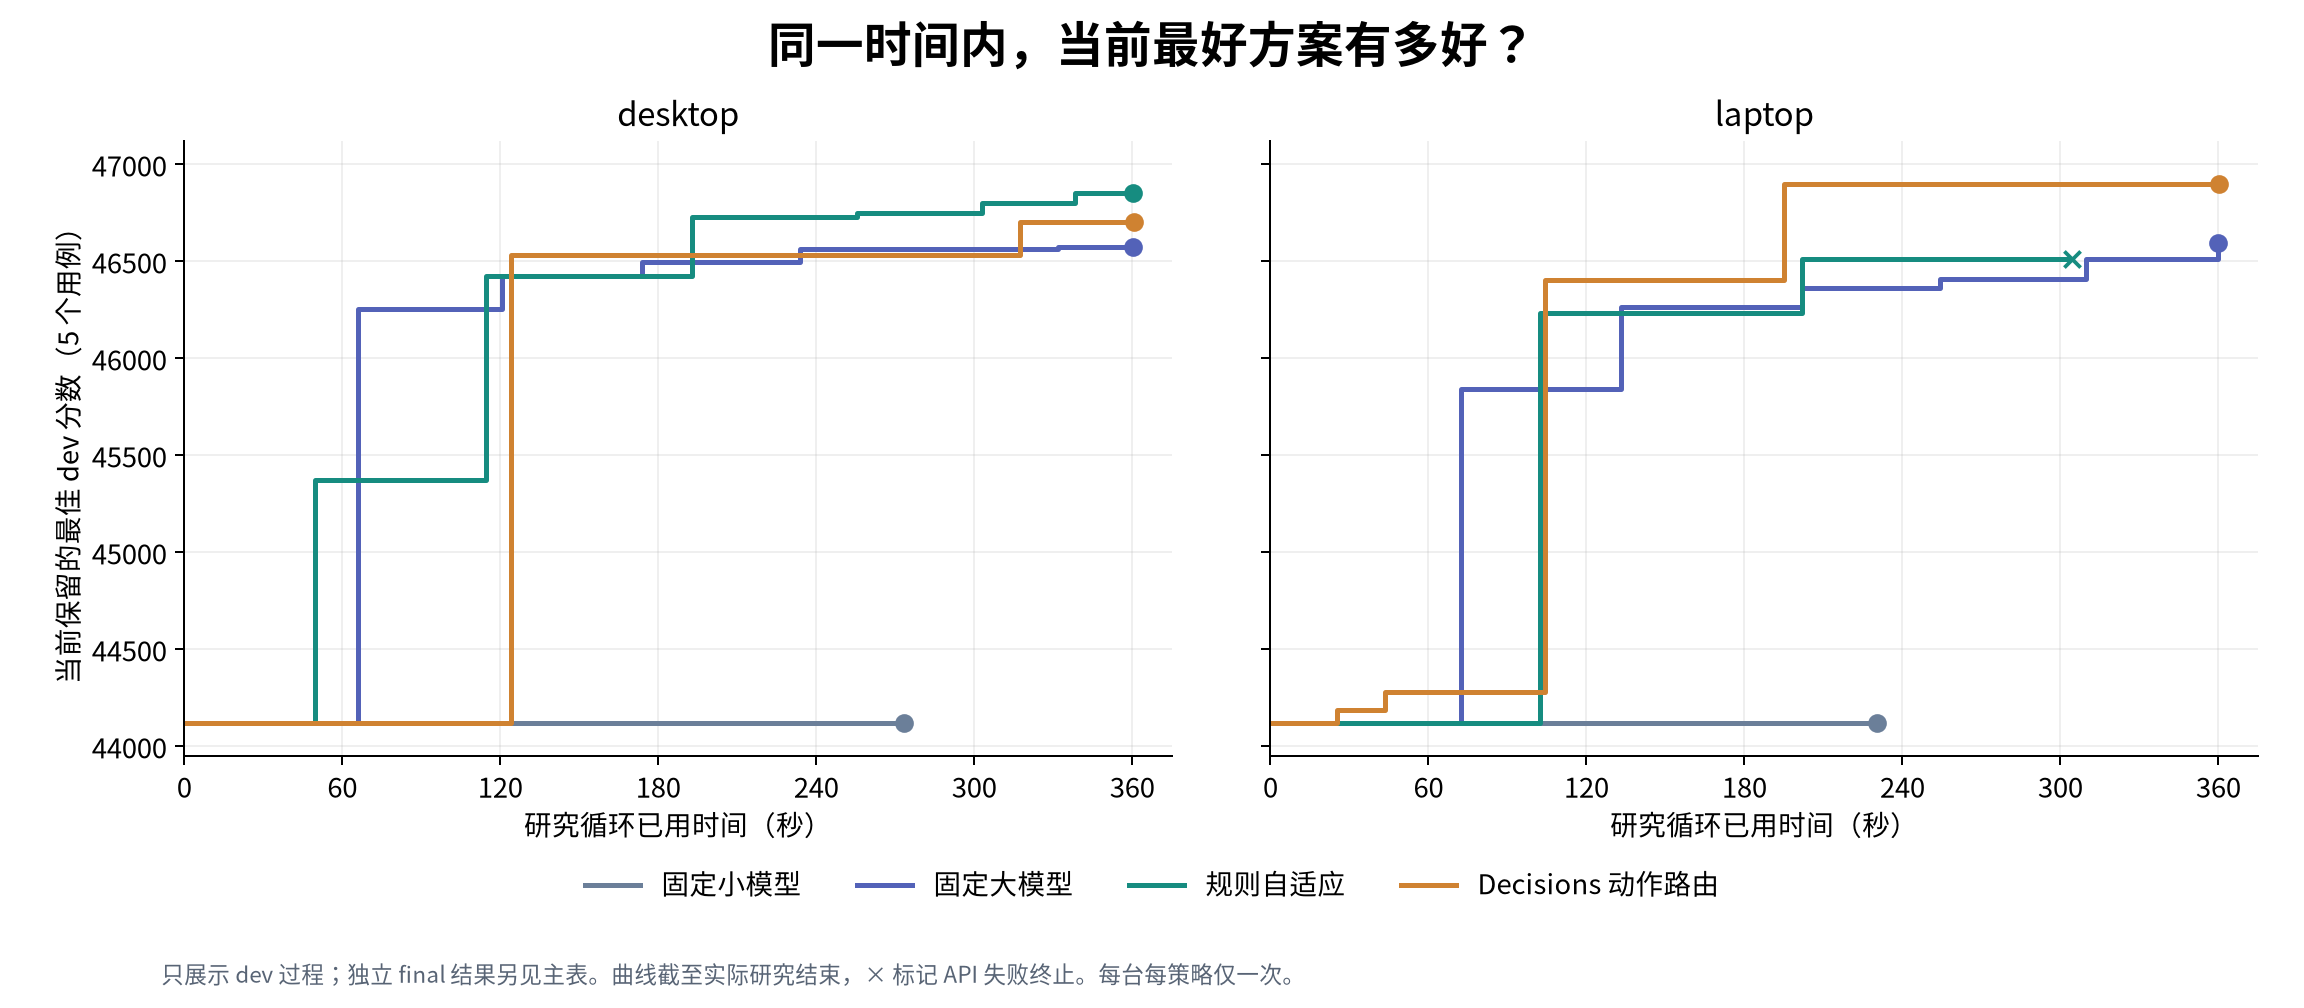 同一时间内，当前最好方案有多好？
desktop
laptop
当前保留的最佳 dev 分数（5 个用例）
47000
46500
46000
45500
45000
44500
44000
0 60 120 180 240 300 360
0 60 120 180 240 300 360
研究循环已用时间（秒）
研究循环已用时间（秒）
固定小模型 固定大模型 规则自适应 Decisions 动作路由
只展示 dev 过程；独立 final 结果另见主表。曲线截至实际研究结束，× 标记 API 失败终止。每台每策略仅一次。